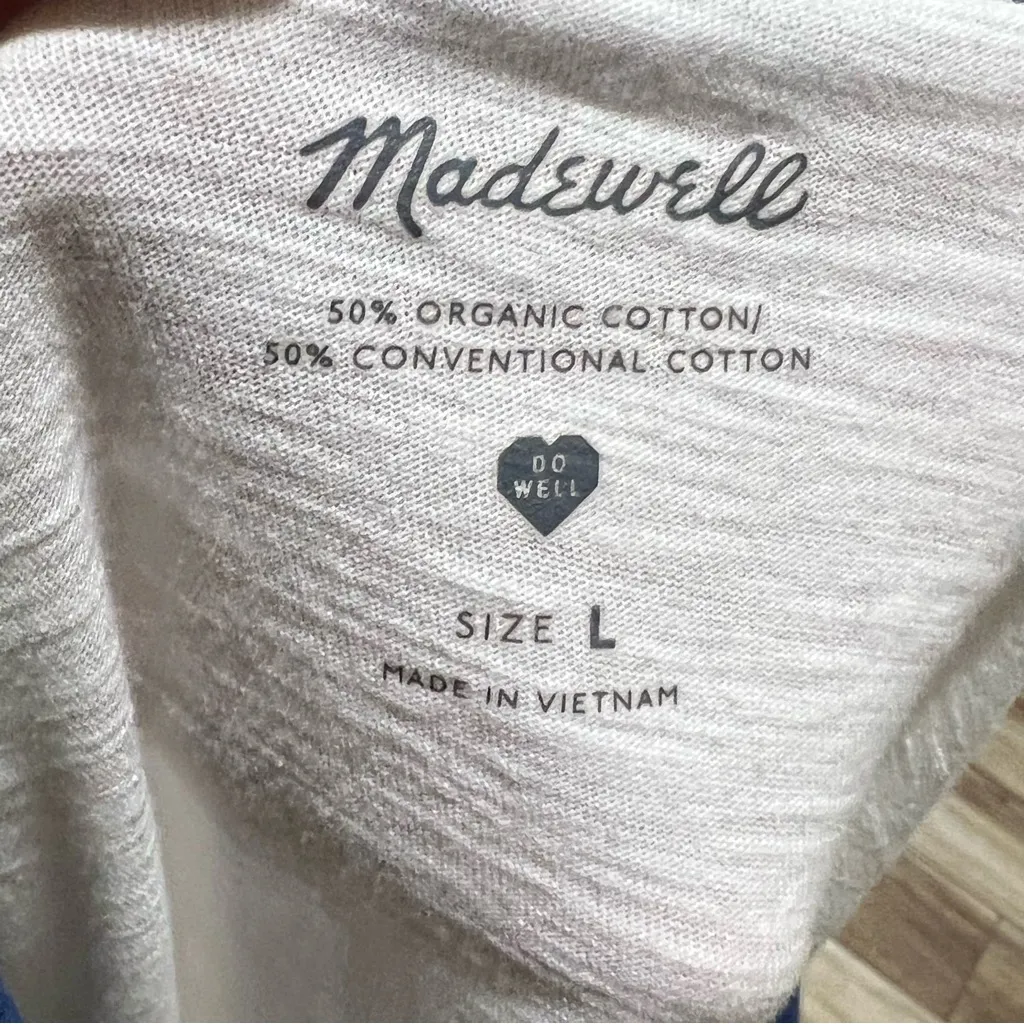 Madewell
50% ORGANIC COTTON/
50% CONVENTIONAL COTTON
DO
WELL
SIZE L
MADE IN VIETNAM